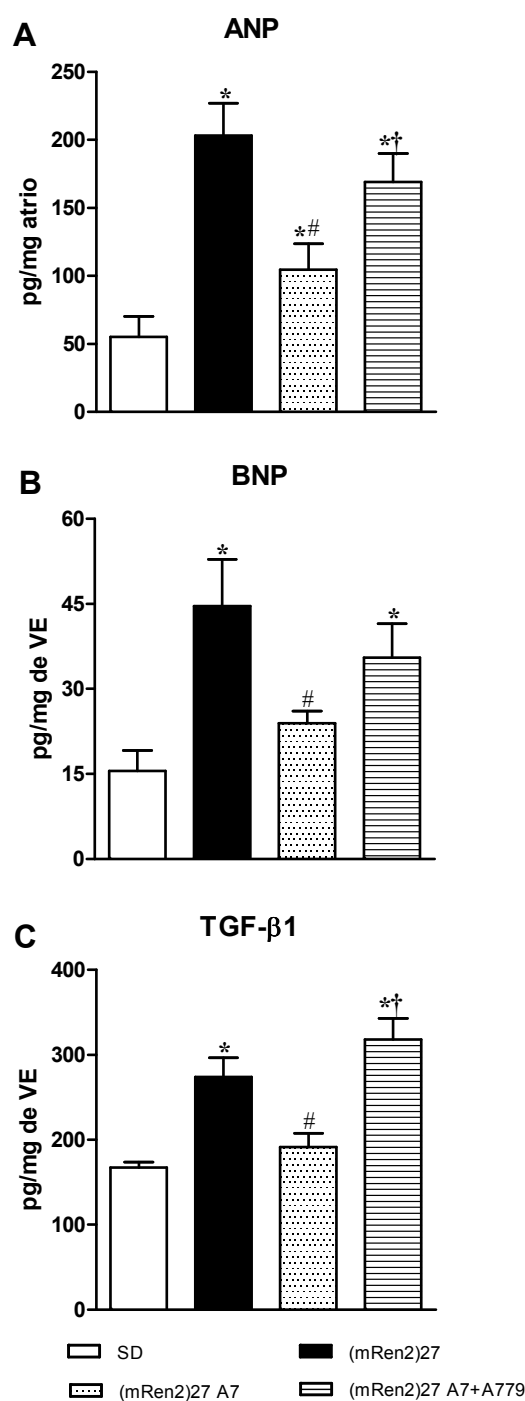 A
ANP
pg/mg atrio
250
200
150
100
50
0
*
*#
*†
B
BNP
pg/mg de VE
60
45
30
15
0
*
#
*
C
TGF-β1
pg/mg de VE
400
300
200
100
0
*
#
*†
SD
(mRen2)27
(mRen2)27 A7
(mRen2)27 A7+A779